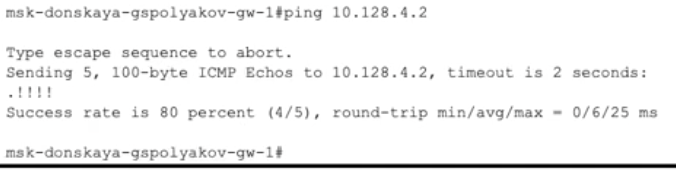 msk-donskaya-gspolyakov-gw-1#ping 10.128.4.2
Type escape sequence to abort.
Sending 5, 100-byte ICMP Echos to 10.128.4.2, timeout is 2 seconds:
.!!!!
Success rate is 80 percent (4/5), round-trip min/avg/max = 0/6/25 ms
msk-donskaya-gspolyakov-gw-1#